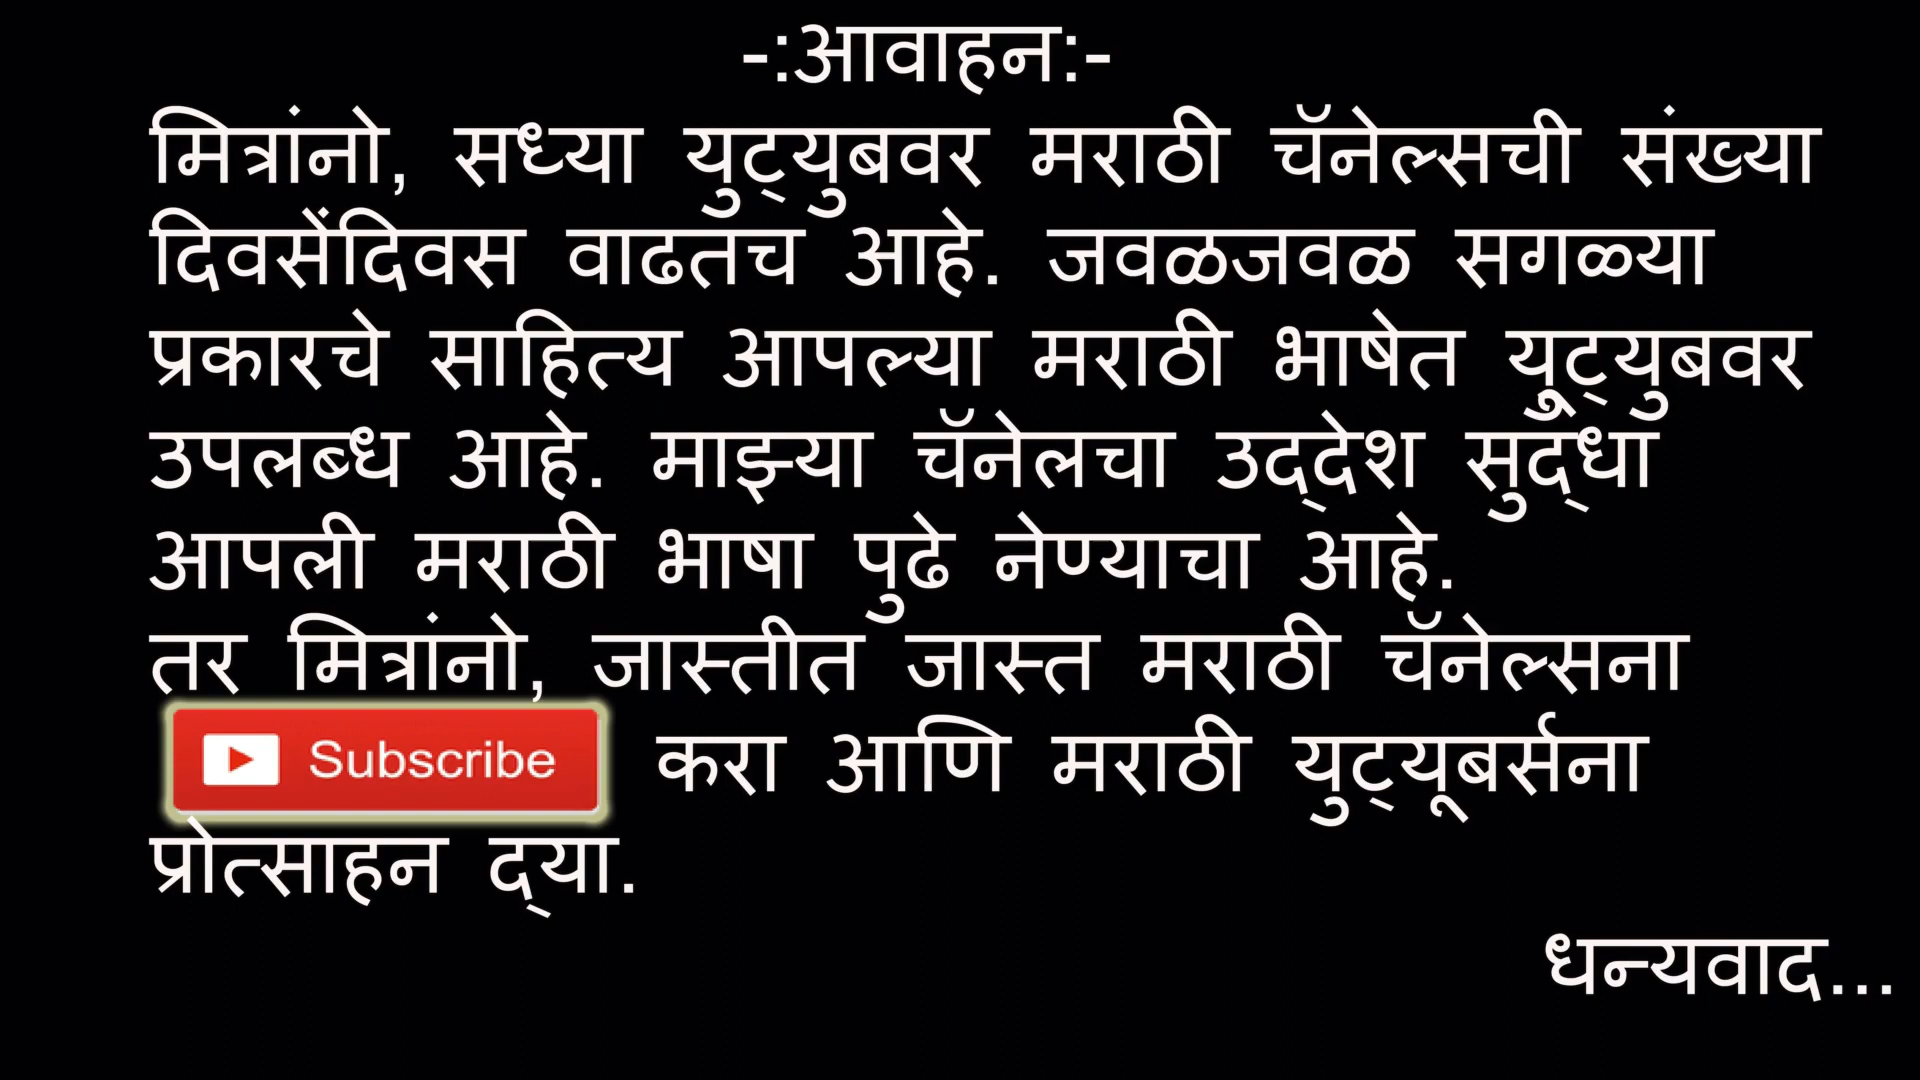 -:आवाहन:-
मित्रांनो, सध्या युट्युबवर मराठी चॅनेल्सची संख्या
दिवसेंदिवस वाढतच आहे. जवळजवळ सगळ्या
प्रकारचे साहित्य आपल्या मराठी भाषेत युूट्युबवर
उपलब्ध आहे. माझ्या चॅनेलचा उद्देश सुद्धा
आपली मराठी भाषा पुढे नेण्याचा आहे.
तर मित्रांनो, जास्तीत जास्त मराठी चॅनेल्सना
Subscribe करा आणि मराठी युट्यूबर्सना
प्रोत्साहन द्या.
धन्यवाद...